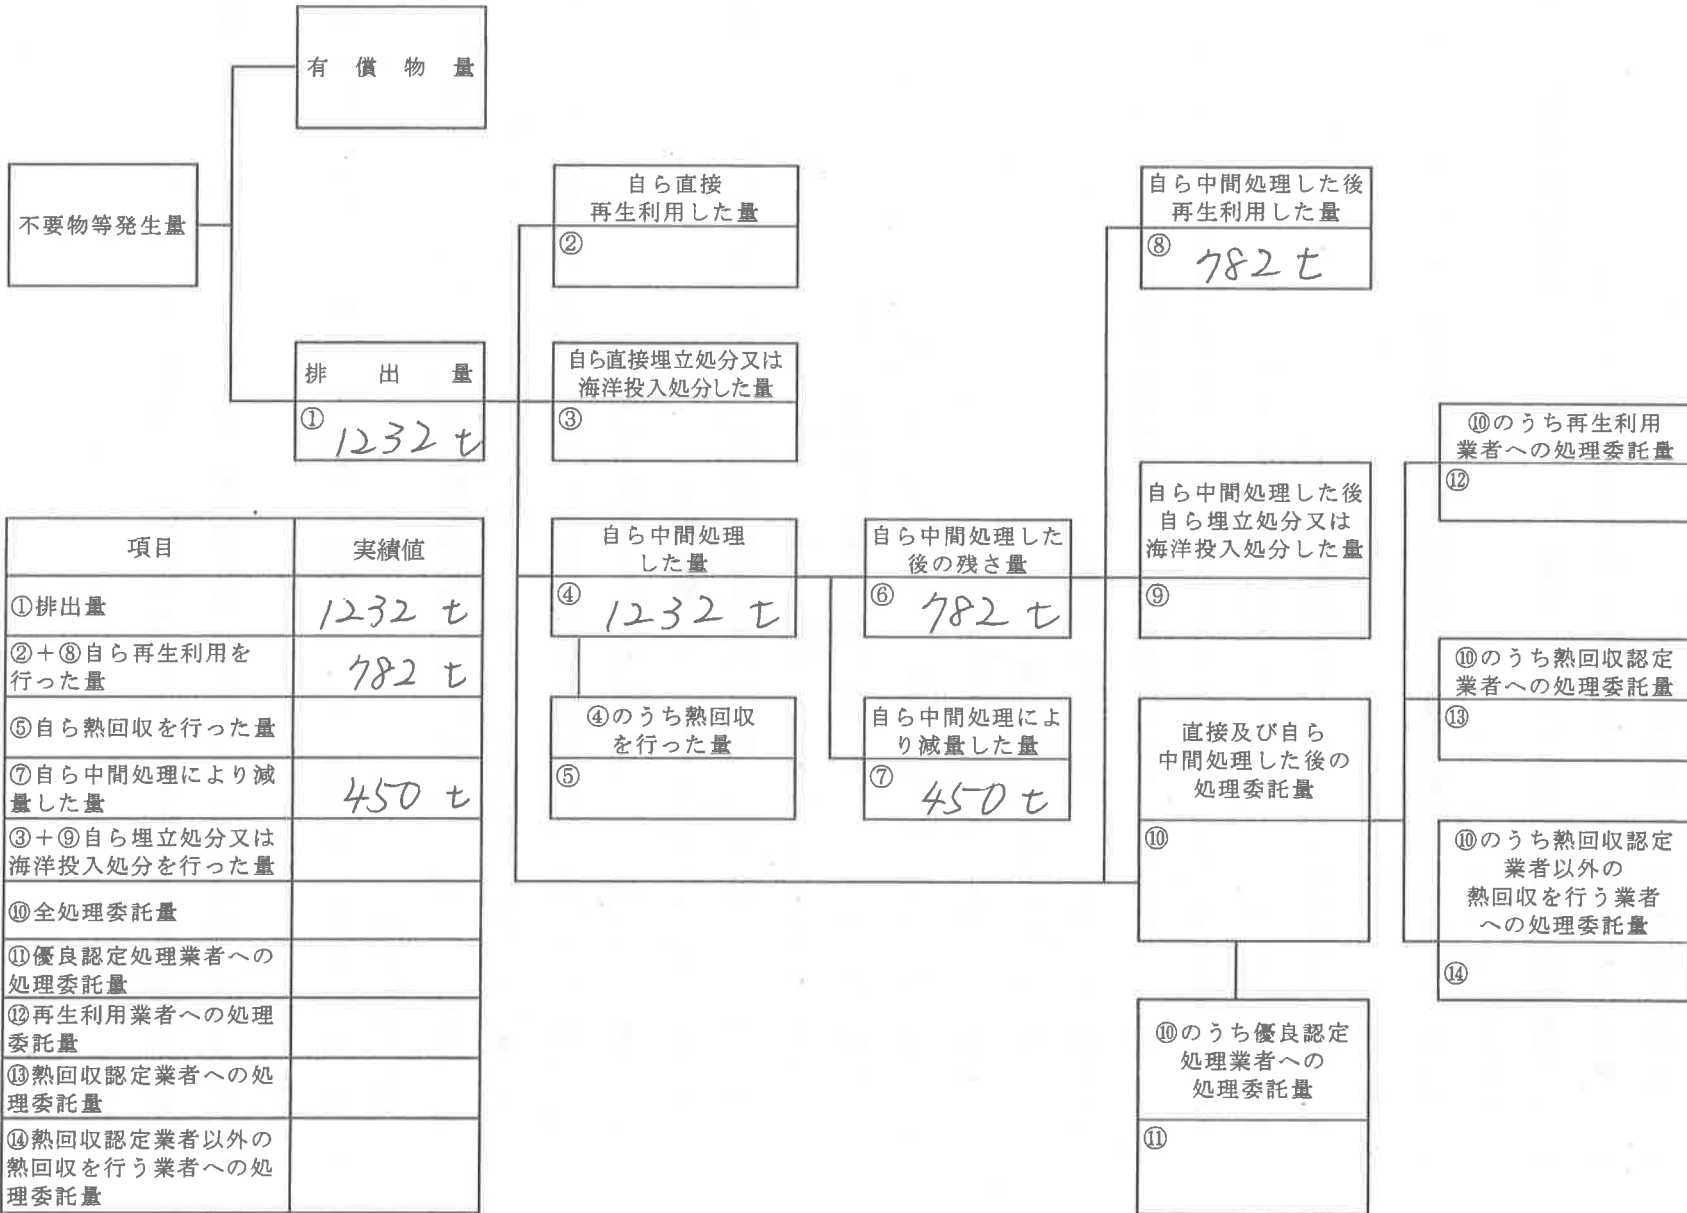 有償物量
不要物等発生量
排出量
① 1232 t
自ら直接
再生利用した量
②
自ら直接埋立処分又は
海洋投入処分した量
③
自ら中間処理
した量
④ 1232 t
④のうち熱回収
を行った量
⑤
自ら中間処理した
後の残さ量
⑥ 782 t
自ら中間処理によ
り減量した量
⑦ 450 t
自ら中間処理した後
再生利用した量
⑧ 782 t
自ら中間処理した後
自ら埋立処分又は
海洋投入処分した量
⑨
直接及び自ら
中間処理した後の
処理委託量
⑩
⑩のうち優良認定
処理業者への
処理委託量
⑪
⑩のうち再生利用
業者への処理委託量
⑫
⑩のうち熱回収認定
業者への処理委託量
⑬
⑩のうち熱回収認定
業者以外の
熱回収を行う業者
への処理委託量
⑭
項目 実績値
①排出量 1232 t
②+⑧自ら再生利用を
行った量 782 t
⑤自ら熱回収を行った量
⑦自ら中間処理により減
量した量 450 t
③+⑨自ら埋立処分又は
海洋投入処分を行った量
⑩全処理委託量
⑪優良認定処理業者への
処理委託量
⑫再生利用業者への処理
委託量
⑬熱回収認定業者への処
理委託量
⑭熱回収認定業者以外の
熱回収を行う業者への処
理委託量